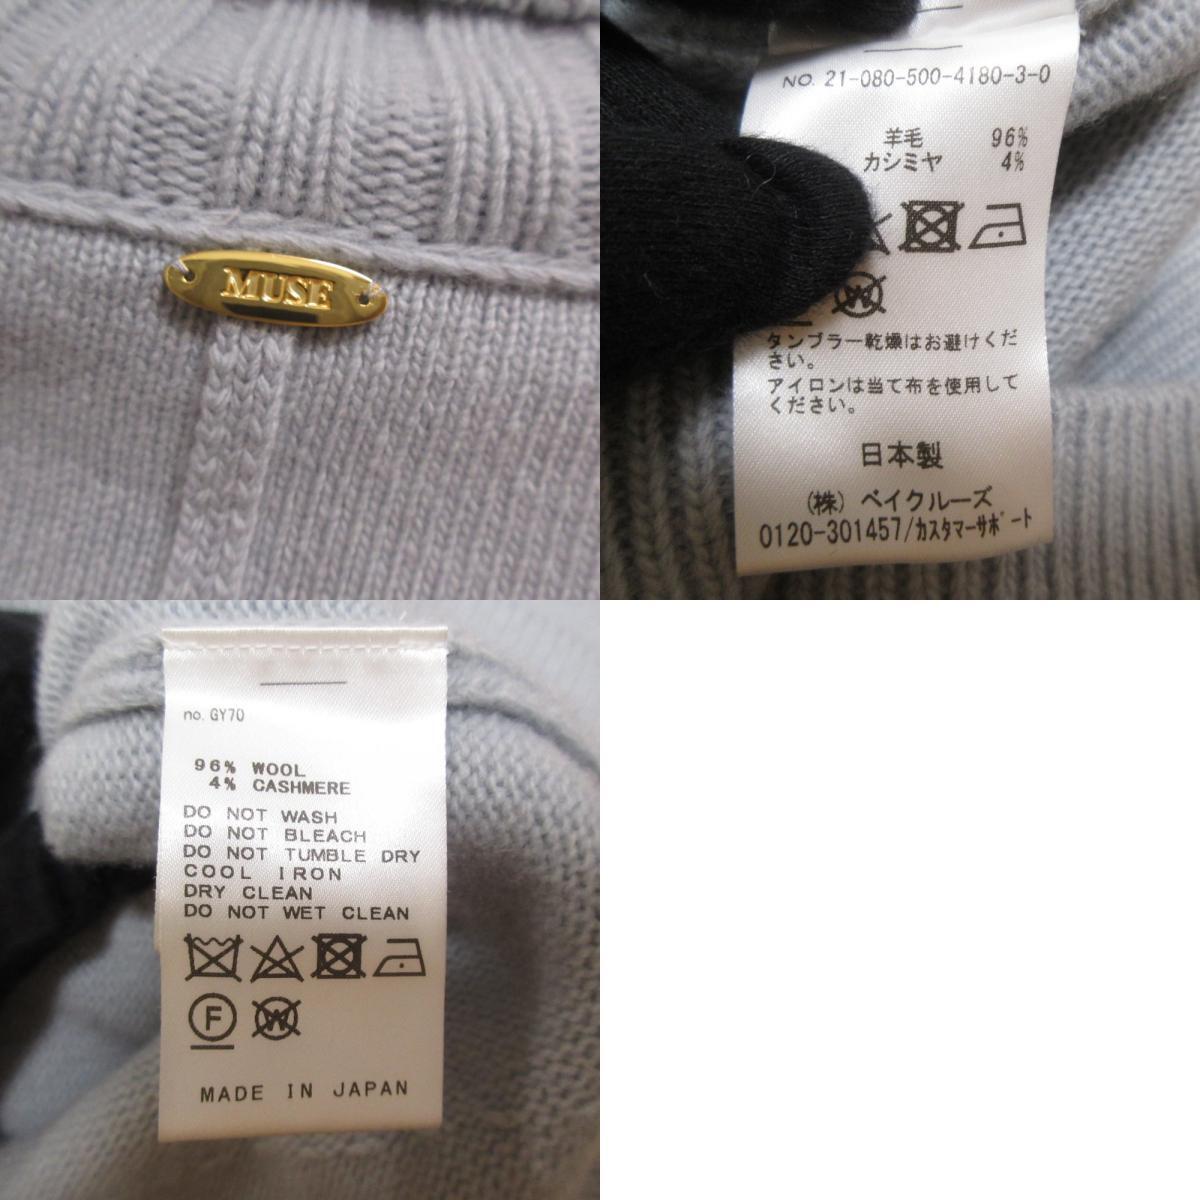 MUSE
NO. 21-080-500-4180-3-0
羊毛 96%
カシミヤ 4%
W
タンブラー乾燥はお避けくだ
さい。
アイロンは当て布を使用して
ください。
日本製
(株) ベイクルーズ
0120-301457/カスタマーサポート
no. GY70
96% WOOL
4% CASHMERE
DO NOT WASH
DO NOT BLEACH
DO NOT TUMBLE DRY
COOL IRON
DRY CLEAN
DO NOT WET CLEAN
F W
MADE IN JAPAN